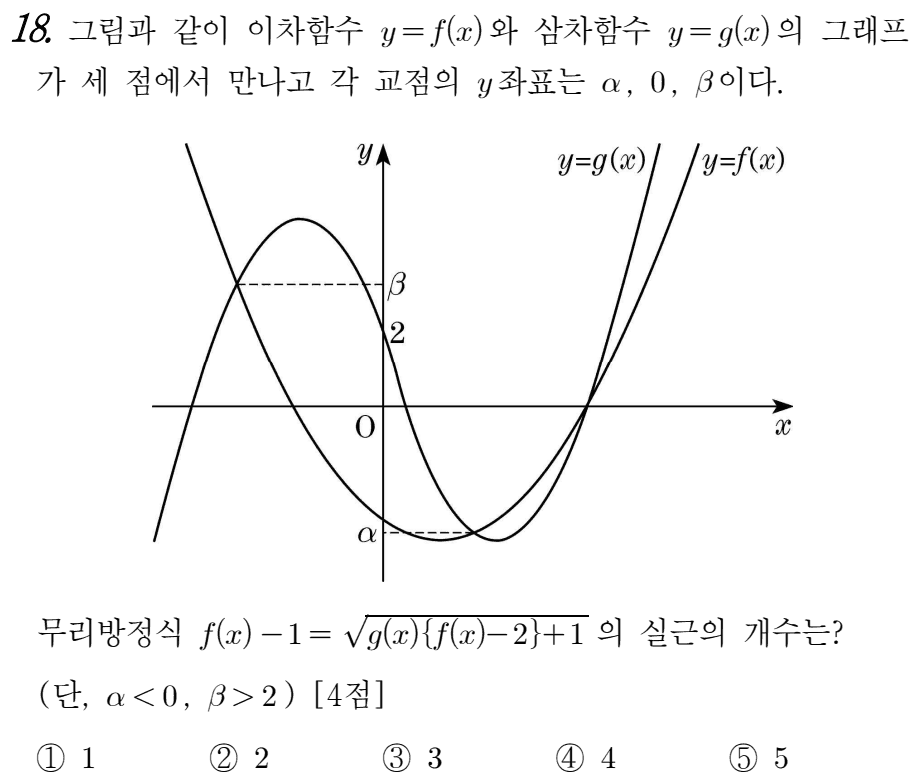 18. 그림과 같이 이차함수 y=f(x)와 삼차함수 y=g(x)의 그래프
가 세 점에서 만나고 각 교점의 y좌표는 α, 0, β이다.
y
y=g(x)
y=f(x)
β
2
O
x
α
무리방정식 f(x)-1=√(g(x){f(x)-2}+1) 의 실근의 개수는?
(단, α<0, β>2) [4점]
① 1 ② 2 ③ 3 ④ 4 ⑤ 5